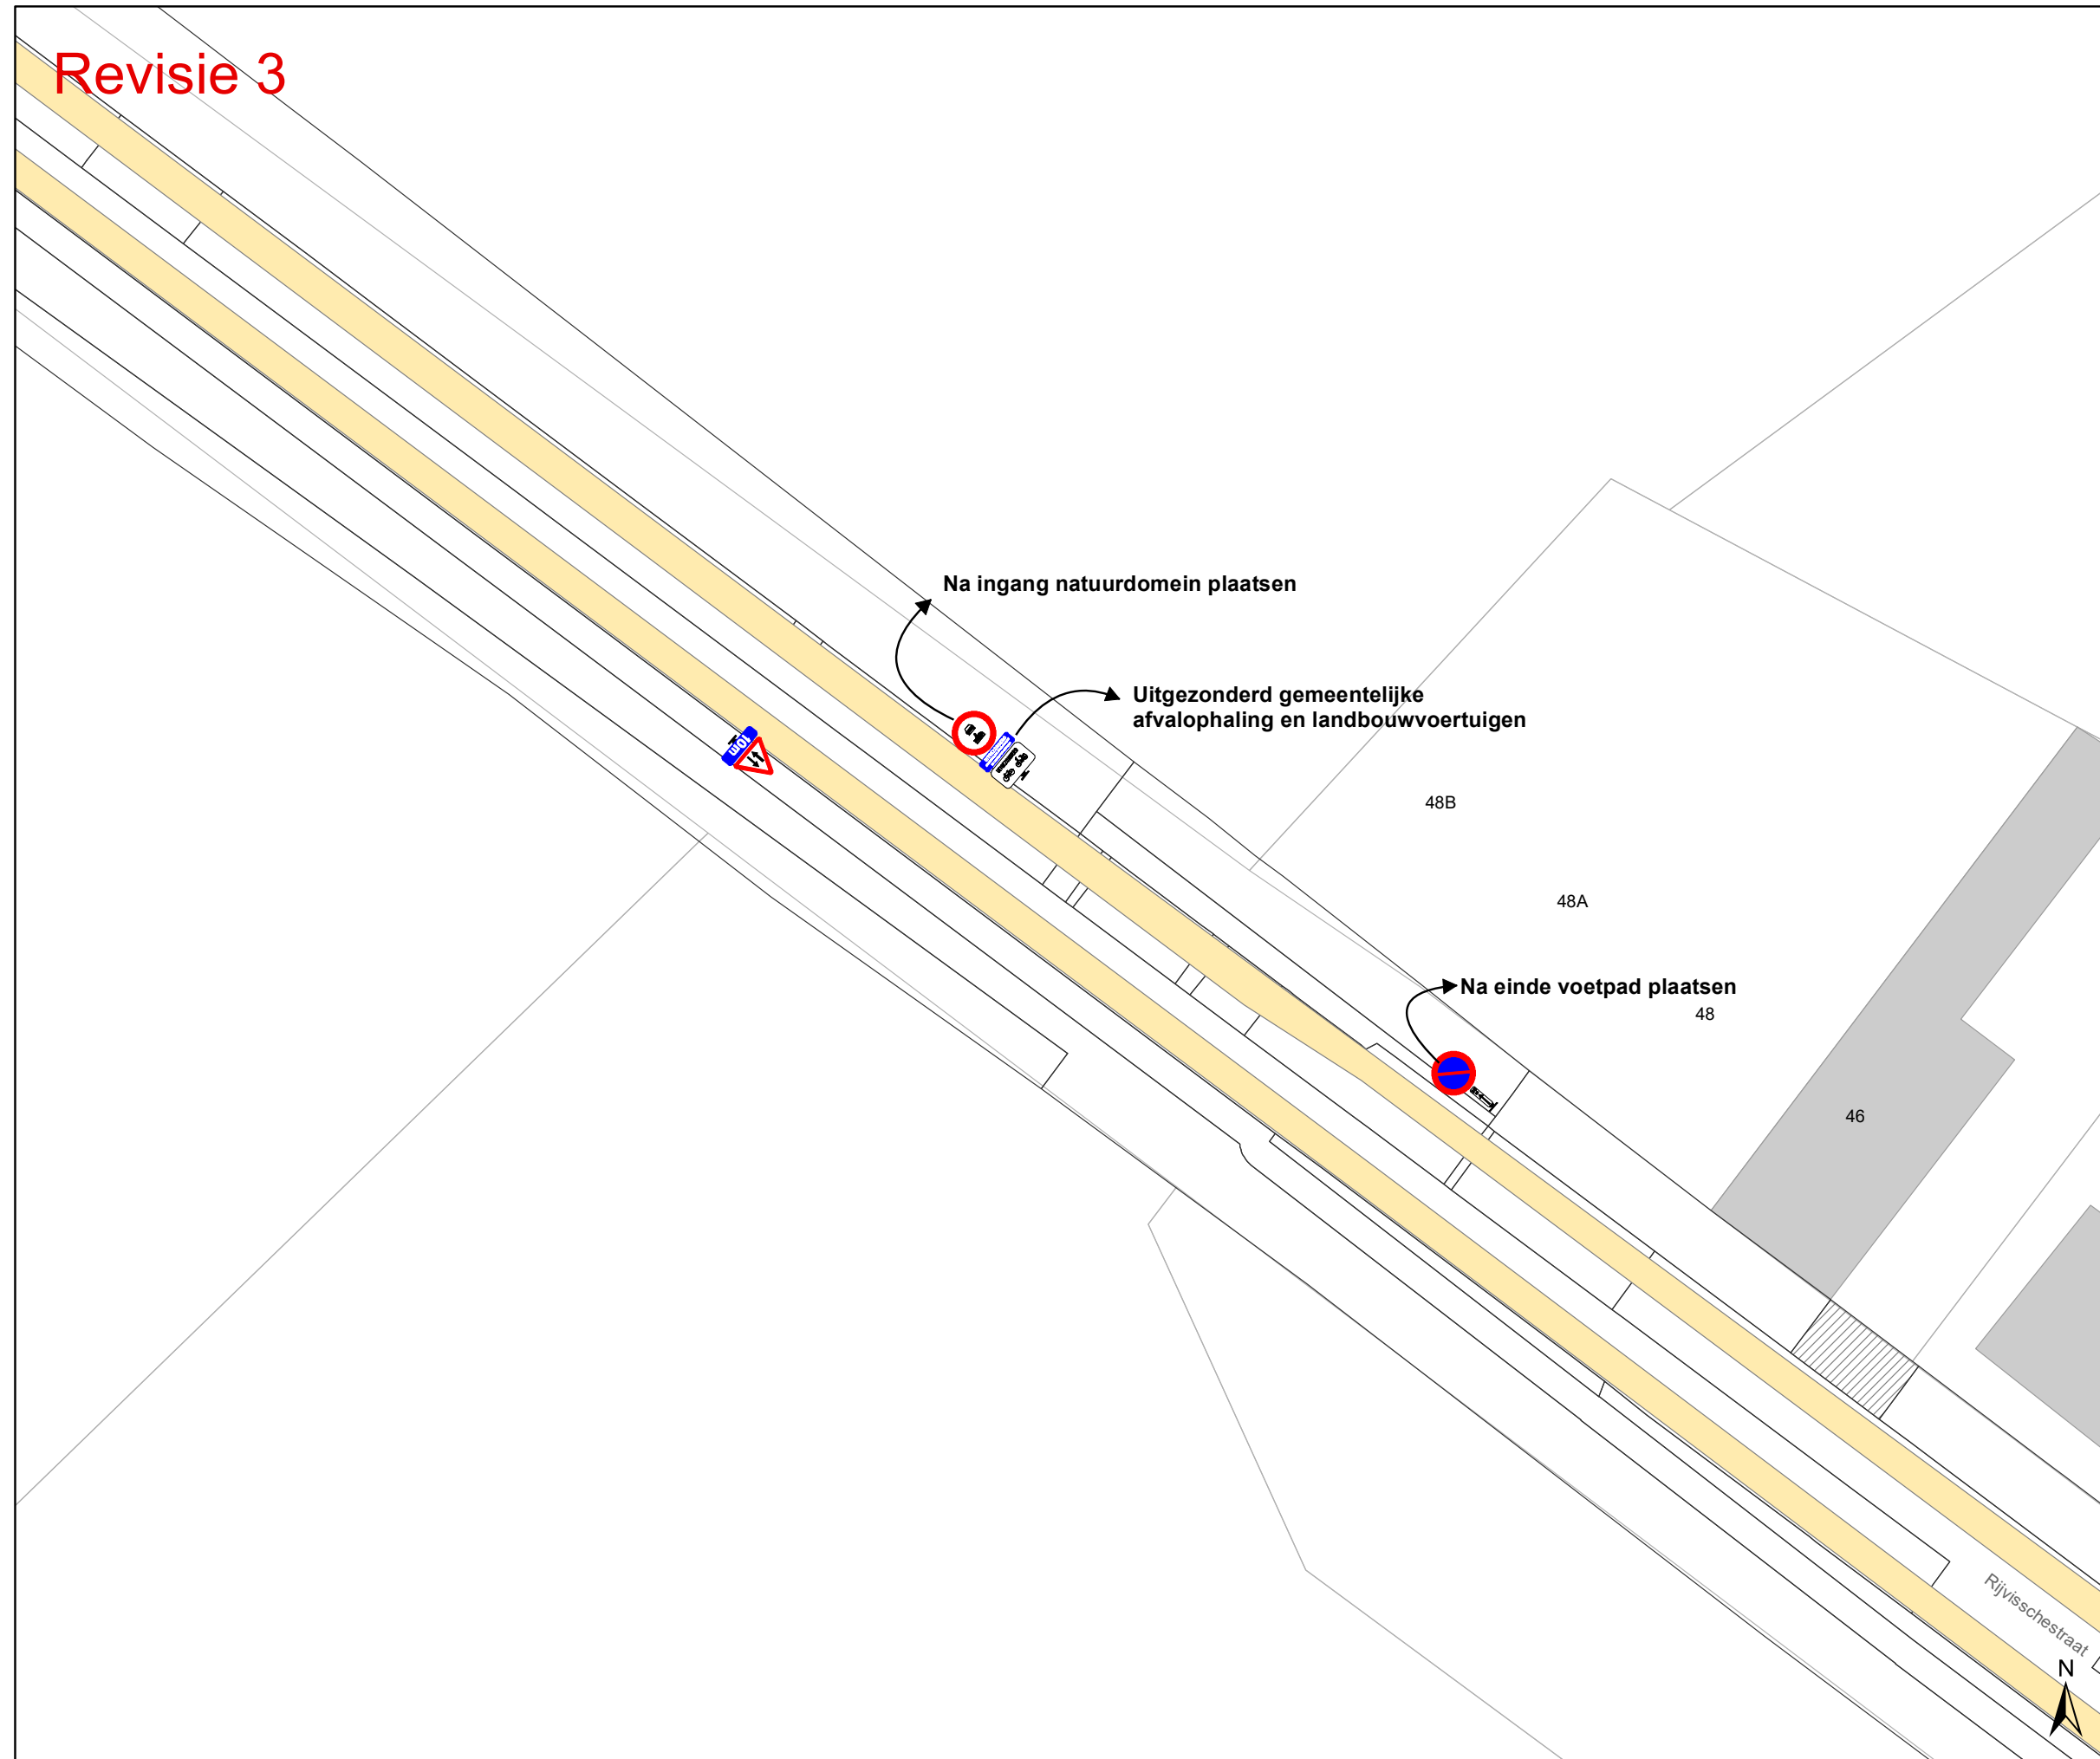 Revisie 3
Na ingang natuurdomein plaatsen
Uitgezonderd gemeentelijke
afvalophaling en landbouwvoertuigen
48B
48A
Na einde voetpad plaatsen
48
46
10m
Rijvisschestraat
N